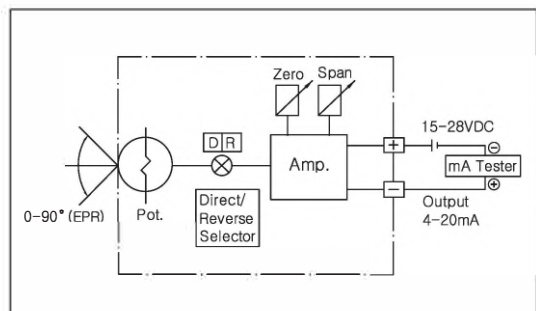 Zero Span
15-28VDC
D R
+
⊖
Amp.
mA Tester
0-90° (EPR)
Pot.
Direct/
Reverse
Selector
−
⊕
Output
4-20mA